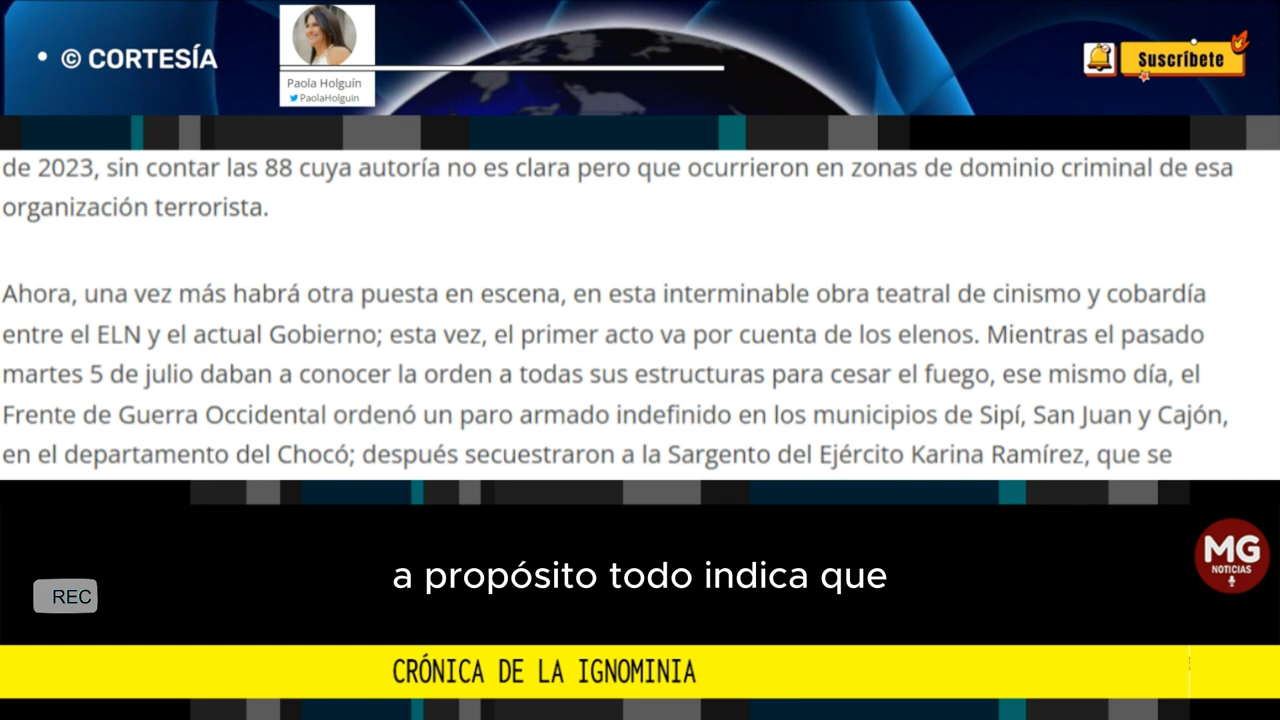 • © CORTESÍA
Paola Holguín
PaolaHolguin
Suscríbete
de 2023, sin contar las 88 cuya autoría no es clara pero que ocurrieron en zonas de dominio criminal de esa
organización terrorista.
Ahora, una vez más habrá otra puesta en escena, en esta interminable obra teatral de cinismo y cobardía
entre el ELN y el actual Gobierno; esta vez, el primer acto va por cuenta de los elenos. Mientras el pasado
martes 5 de julio daban a conocer la orden a todas sus estructuras para cesar el fuego, ese mismo día, el
Frente de Guerra Occidental ordenó un paro armado indefinido en los municipios de Sipí, San Juan y Cajón,
en el departamento del Chocó; después secuestraron a la Sargento del Ejército Karina Ramírez, que se
MG
NOTICIAS
a propósito todo indica que
REC
CRÓNICA DE LA IGNOMINIA